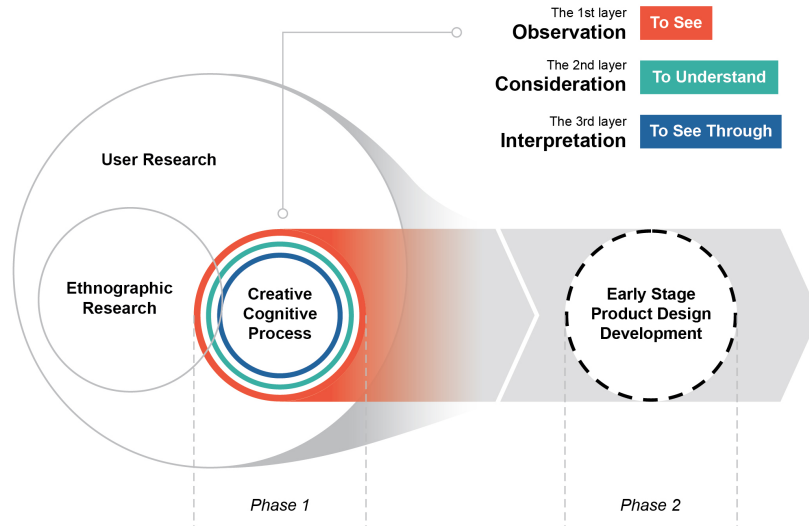 The 1st layer
Observation
To See
The 2nd layer
Consideration
To Understand
The 3rd layer
Interpretation
To See Through
User Research
Ethnographic
Research
Creative
Cognitive
Process
Early Stage
Product Design
Development
Phase 1
Phase 2